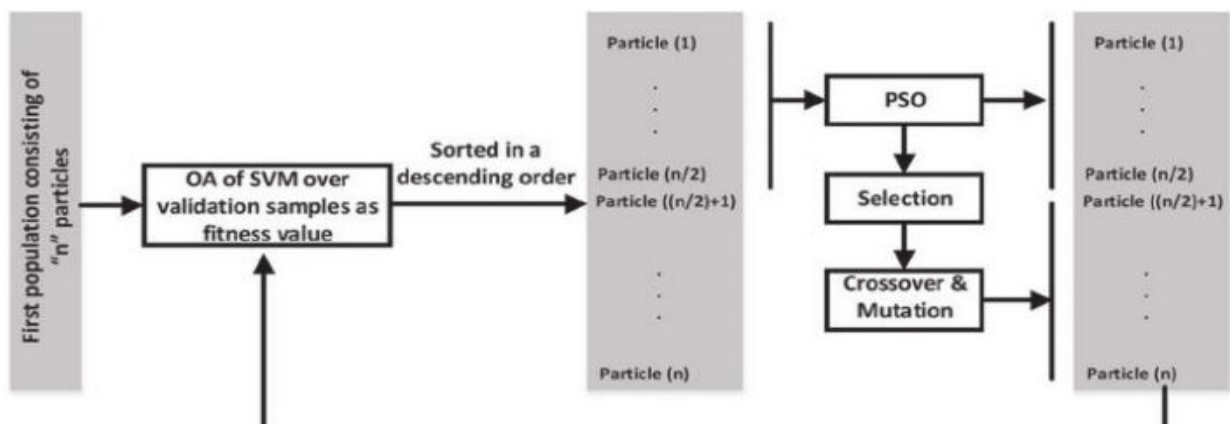 First population consisting of
"n" particles
OA of SVM over
validation samples as
fitness value
Sorted in a
descending order
Particle (1)
.
.
.
Particle (n/2)
Particle ((n/2)+1)
.
.
.
Particle (n)
PSO
Selection
Crossover &
Mutation
Particle (1)
.
.
.
Particle (n/2)
Particle ((n/2)+1)
.
.
.
Particle (n)